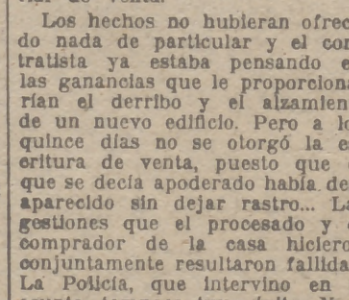 Los hechos no hubieran ofrec
do nada de particular y el con
tratista ya estaba pensando e
las ganancias que le proporciona
rían el derribo y el alzamien
de un nuevo edificio. Pero a lo
quince días no se otorgó la es
critura de venta, puesto que
que se decía apoderado había de
aparecido sin dejar rastro... La
gestiones que el procesado y
comprador de la casa hiciero
conjuntamente resultaron fallida
La Policía, que intervino en